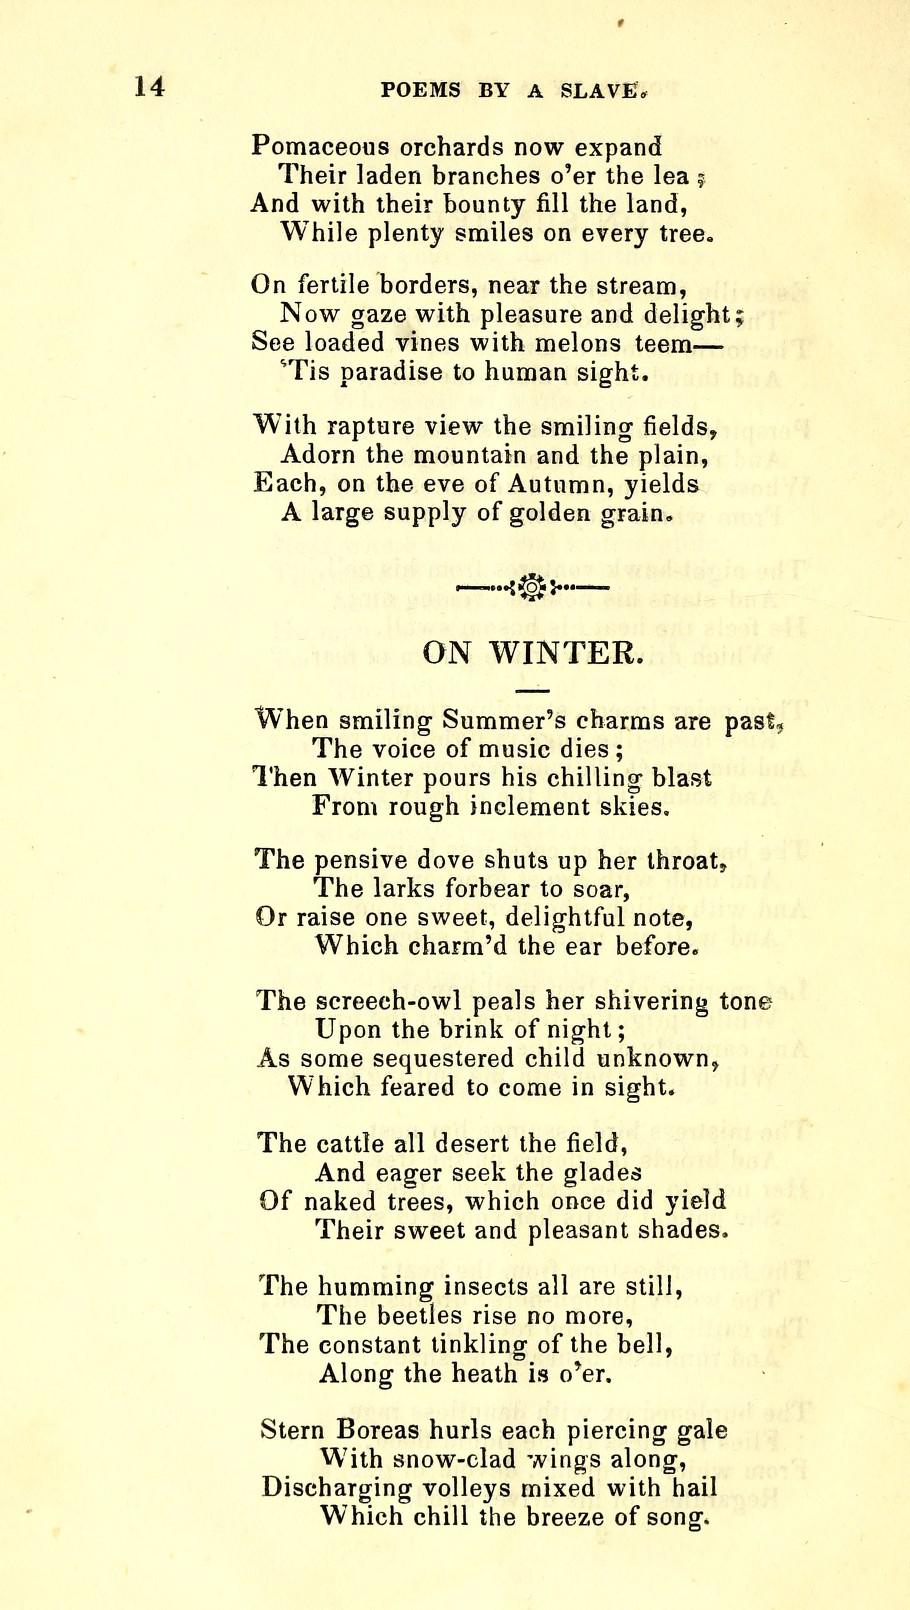 14 POEMS BY A SLAVE.
Pomaceous orchards now expand
Their laden branches o'er the lea ;
And with their bounty fill the land,
While plenty smiles on every tree.
On fertile borders, near the stream,
Now gaze with pleasure and delight;
See loaded vines with melons teem—
'Tis paradise to human sight.
With rapture view the smiling fields,
Adorn the mountain and the plain,
Each, on the eve of Autumn, yields
A large supply of golden grain.
ON WINTER.
When smiling Summer's charms are past,
The voice of music dies ;
Then Winter pours his chilling blast
From rough inclement skies.
The pensive dove shuts up her throat,
The larks forbear to soar,
Or raise one sweet, delightful note,
Which charm'd the ear before.
The screech-owl peals her shivering tone
Upon the brink of night ;
As some sequestered child unknown,
Which feared to come in sight.
The cattle all desert the field,
And eager seek the glades
Of naked trees, which once did yield
Their sweet and pleasant shades.
The humming insects all are still,
The beetles rise no more,
The constant tinkling of the bell,
Along the heath is o'er.
Stern Boreas hurls each piercing gale
With snow-clad wings along,
Discharging volleys mixed with hail
Which chill the breeze of song.